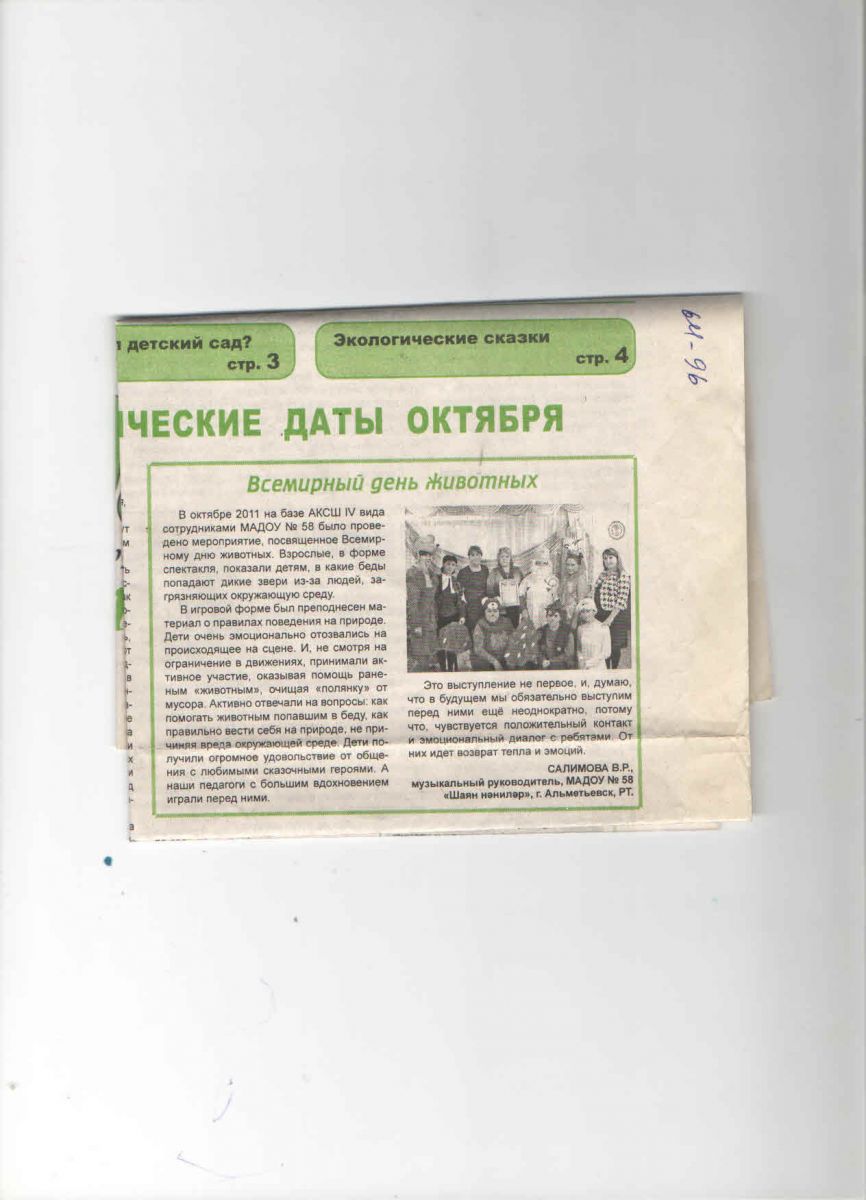 детский сад?
стр. 3
Экологические сказки
стр. 4
ЧЕСКИЕ ДАТЫ ОКТЯБРЯ
Всемирный день животных
В октябре 2011 на базе АКСШ IV вида
сотрудниками МАДОУ № 58 было прове-
дено мероприятие, посвященное Всемир-
ному дню животных. Взрослые, в форме
спектакля, показали детям, в какие беды
попадают дикие звери из-за людей, за-
грязняющих окружающую среду.
В игровой форме был преподнесен ма-
териал о правилах поведения на природе.
Дети очень эмоционально отозвались на
происходящее на сцене. И, не смотря на
ограничение в движениях, принимали ак-
тивное участие, оказывая помощь ране-
ным «животным», очищая «полянку» от
мусора. Активно отвечали на вопросы: как
помогать животным попавшим в беду, как
правильно вести себя на природе, не при-
чиняя вреда окружающей среде. Дети по-
лучили огромное удовольствие от обще-
ния с любимыми сказочными героями. А
наши педагоги с большим вдохновением
играли перед ними.
Это выступление не первое, и, думаю,
что в будущем мы обязательно выступим
перед ними ещё неоднократно, потому
что, чувствуется положительный контакт
и эмоциональный диалог с ребятами. От
них идет возврат тепла и эмоций.
САЛИМОВА В.Р.,
музыкальный руководитель, МАДОУ № 58
«Шаян нәниләр», г. Альметьевск, РТ.